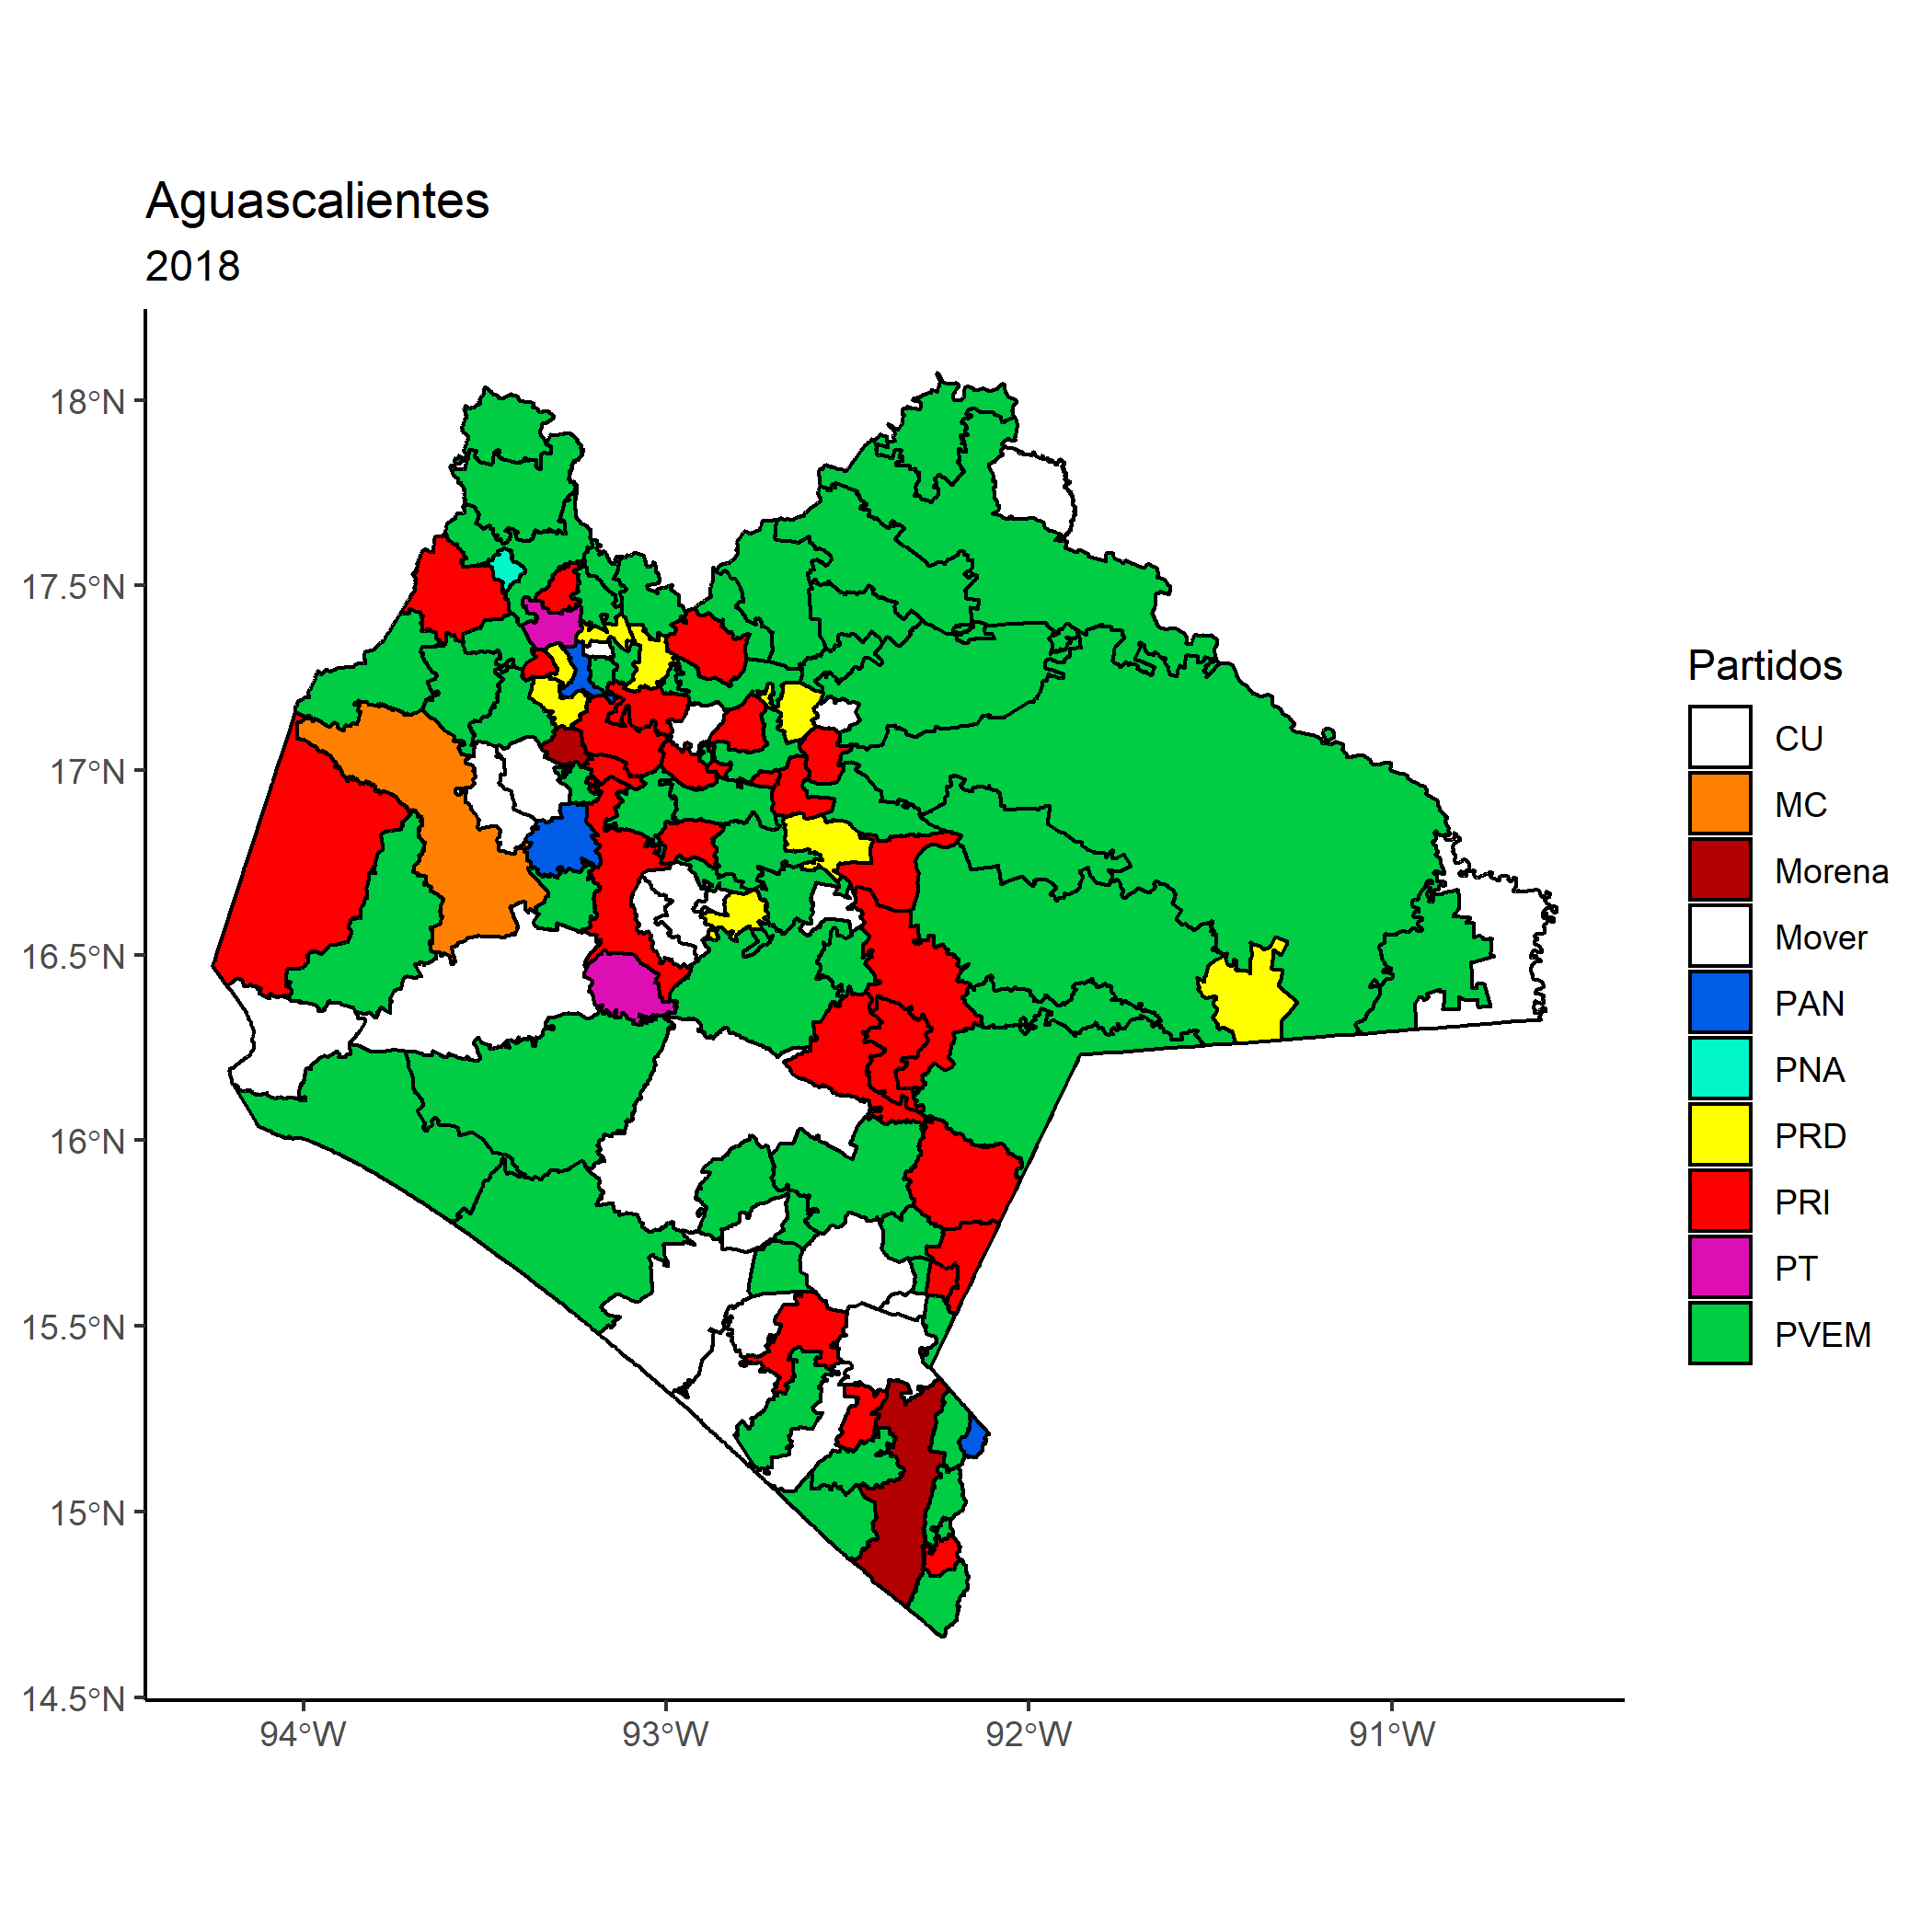 Aguascalientes
2018
18°N
17.5°N
17°N
16.5°N
16°N
15.5°N
15°N
14.5°N
94°W
93°W
92°W
91°W
Partidos
CU
MC
Morena
Mover
PAN
PNA
PRD
PRI
PT
PVEM